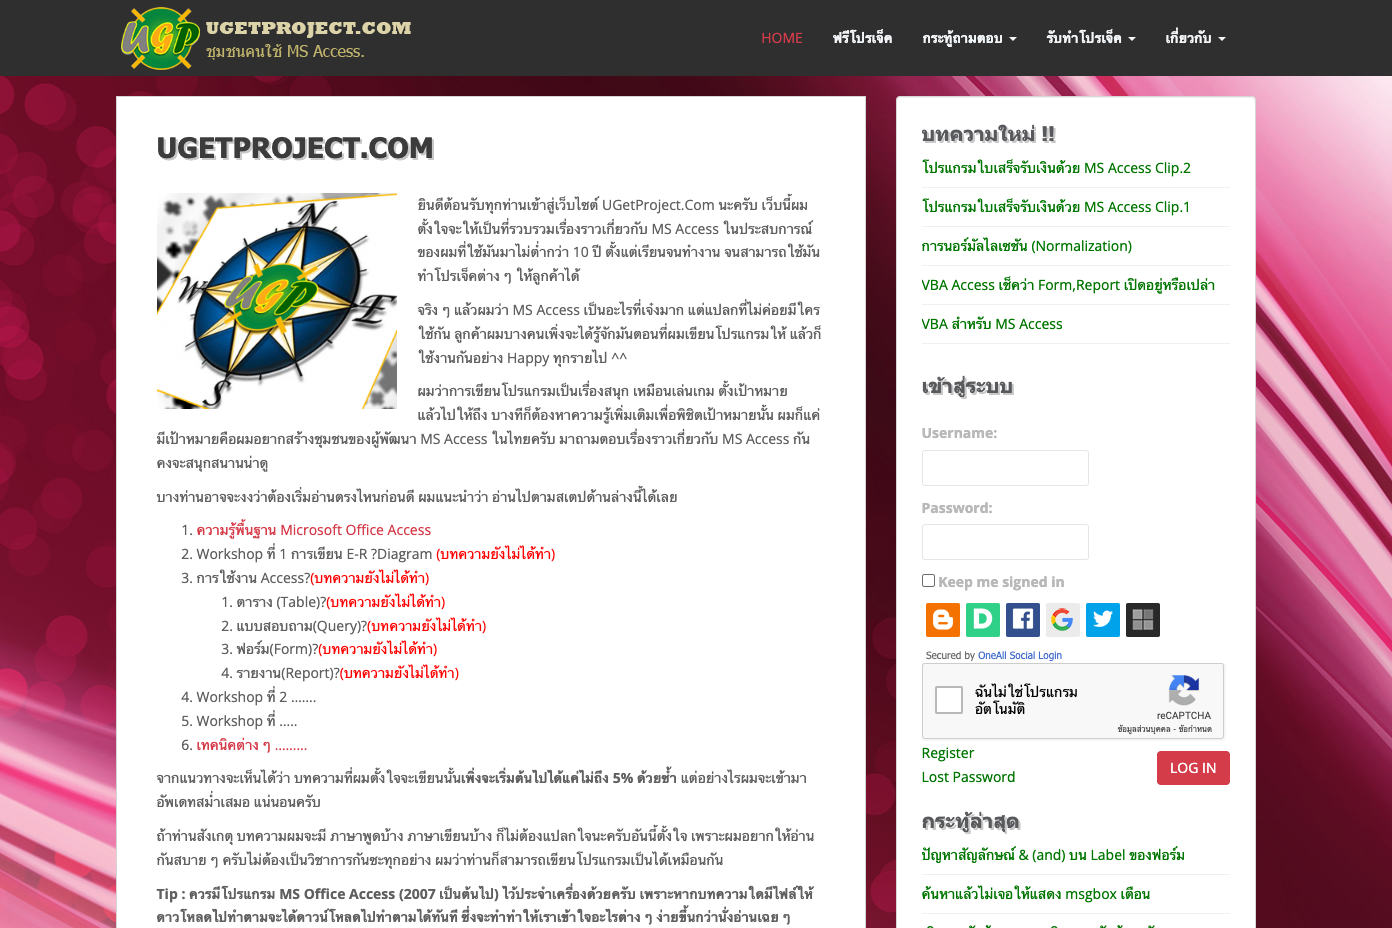 UGP
UGETPROJECT.COM
ชุมชนคนใช้ MS Access.
HOME
ฟรีโปรเจ็ค
กระทู้ถามตอบ
รับทำโปรเจ็ค
เกี่ยวกับ
UGETPROJECT.COM
N
W
E
S
UGP
ยินดีต้อนรับทุกท่านเข้าสู่เว็บไซต์ UGetProject.Com นะครับ เว็บนี้ผม
ตั้งใจจะให้เป็นที่รวบรวมเรื่องราวเกี่ยวกับ MS Access ในประสบการณ์
ของผมที่ใช้มันมาไม่ต่ำกว่า 10 ปี ตั้งแต่เรียนจนทำงาน จนสามารถใช้มัน
ทำโปรเจ็คต่าง ๆ ให้ลูกค้าได้
จริง ๆ แล้วผมว่า MS Access เป็นอะไรที่เจ๋งมาก แต่แปลกที่ไม่ค่อยมีใคร
ใช้กัน ลูกค้าผมบางคนเพิ่งจะได้รู้จักมันตอนที่ผมเขียนโปรแกรมให้ แล้วก็
ใช้งานกันอย่าง Happy ทุกรายไป ^^
ผมว่าการเขียนโปรแกรมเป็นเรื่องสนุก เหมือนเล่นเกม ตั้งเป้าหมาย
แล้วไปให้ถึง บางทีก็ต้องหาความรู้เพิ่มเติมเพื่อพิชิตเป้าหมายนั้น ผมก็แค่
มีเป้าหมายคือผมอยากสร้างชุมชนของผู้พัฒนา MS Access ในไทยครับ มาถามตอบเรื่องราวเกี่ยวกับ MS Access กัน
คงจะสนุกสนานน่าดู
บางท่านอาจจะงงว่าต้องเริ่มอ่านตรงไหนก่อนดี ผมแนะนำว่า อ่านไปตามสเตปด้านล่างนี้ได้เลย
1. ความรู้พื้นฐาน Microsoft Office Access
2. Workshop ที่ 1 การเขียน E-R ?Diagram (บทความยังไม่ได้ทำ)
3. การใช้งาน Access?(บทความยังไม่ได้ทำ)
1. ตาราง (Table)?(บทความยังไม่ได้ทำ)
2. แบบสอบถาม(Query)?(บทความยังไม่ได้ทำ)
3. ฟอร์ม(Form)?(บทความยังไม่ได้ทำ)
4. รายงาน(Report)?(บทความยังไม่ได้ทำ)
4. Workshop ที่ 2 …….
5. Workshop ที่ …..
6. เทคนิคต่าง ๆ ………
จากแนวทางจะเห็นได้ว่า บทความที่ผมตั้งใจจะเขียนนั้นเพิ่งจะเริ่มต้นไปได้แค่ไม่ถึง 5% ด้วยซ้ำ แต่อย่างไรผมจะเข้ามา
อัพเดทสม่ำเสมอ แน่นอนครับ
ถ้าท่านสังเกตุ บทความผมจะมี ภาษาพูดบ้าง ภาษาเขียนบ้าง ก็ไม่ต้องแปลกใจนะครับอันนี้ตั้งใจ เพราะผมอยากให้อ่าน
กันสบาย ๆ ครับไม่ต้องเป็นวิชาการกันซะทุกอย่าง ผมว่าท่านก็สามารถเขียนโปรแกรมเป็นได้เหมือนกัน
Tip : ควรมีโปรแกรม MS Office Access (2007 เป็นต้นไป) ไว้ประจำเครื่องด้วยครับ เพราะหากบทความใดมีไฟล์ให้
ดาวโหลดไปทำตามจะได้ดาวน์โหลดไปทำตามได้ทันที ซึ่งจะทำทำให้เราเข้าใจอะไรต่าง ๆ ง่ายขึ้นกว่านั่งอ่านเฉย ๆ
บทความใหม่ !!
โปรแกรมใบเสร็จรับเงินด้วย MS Access Clip.2
โปรแกรมใบเสร็จรับเงินด้วย MS Access Clip.1
การนอร์มัลไลเซชัน (Normalization)
VBA Access เช็คว่า Form,Report เปิดอยู่หรือเปล่า
VBA สำหรับ MS Access
เข้าสู่ระบบ
Username:
Password:
Keep me signed in
Secured by OneAll Social Login
ฉันไม่ใช่โปรแกรม
อัตโนมัติ
reCAPTCHA
ข้อมูลส่วนบุคคล - ข้อกำหนด
Register
Lost Password
LOG IN
กระทู้ล่าสุด
ปัญหาสัญลักษณ์ & (and) บน Label ของฟอร์ม
ค้นหาแล้วไม่เจอให้แสดง msgbox เตือน